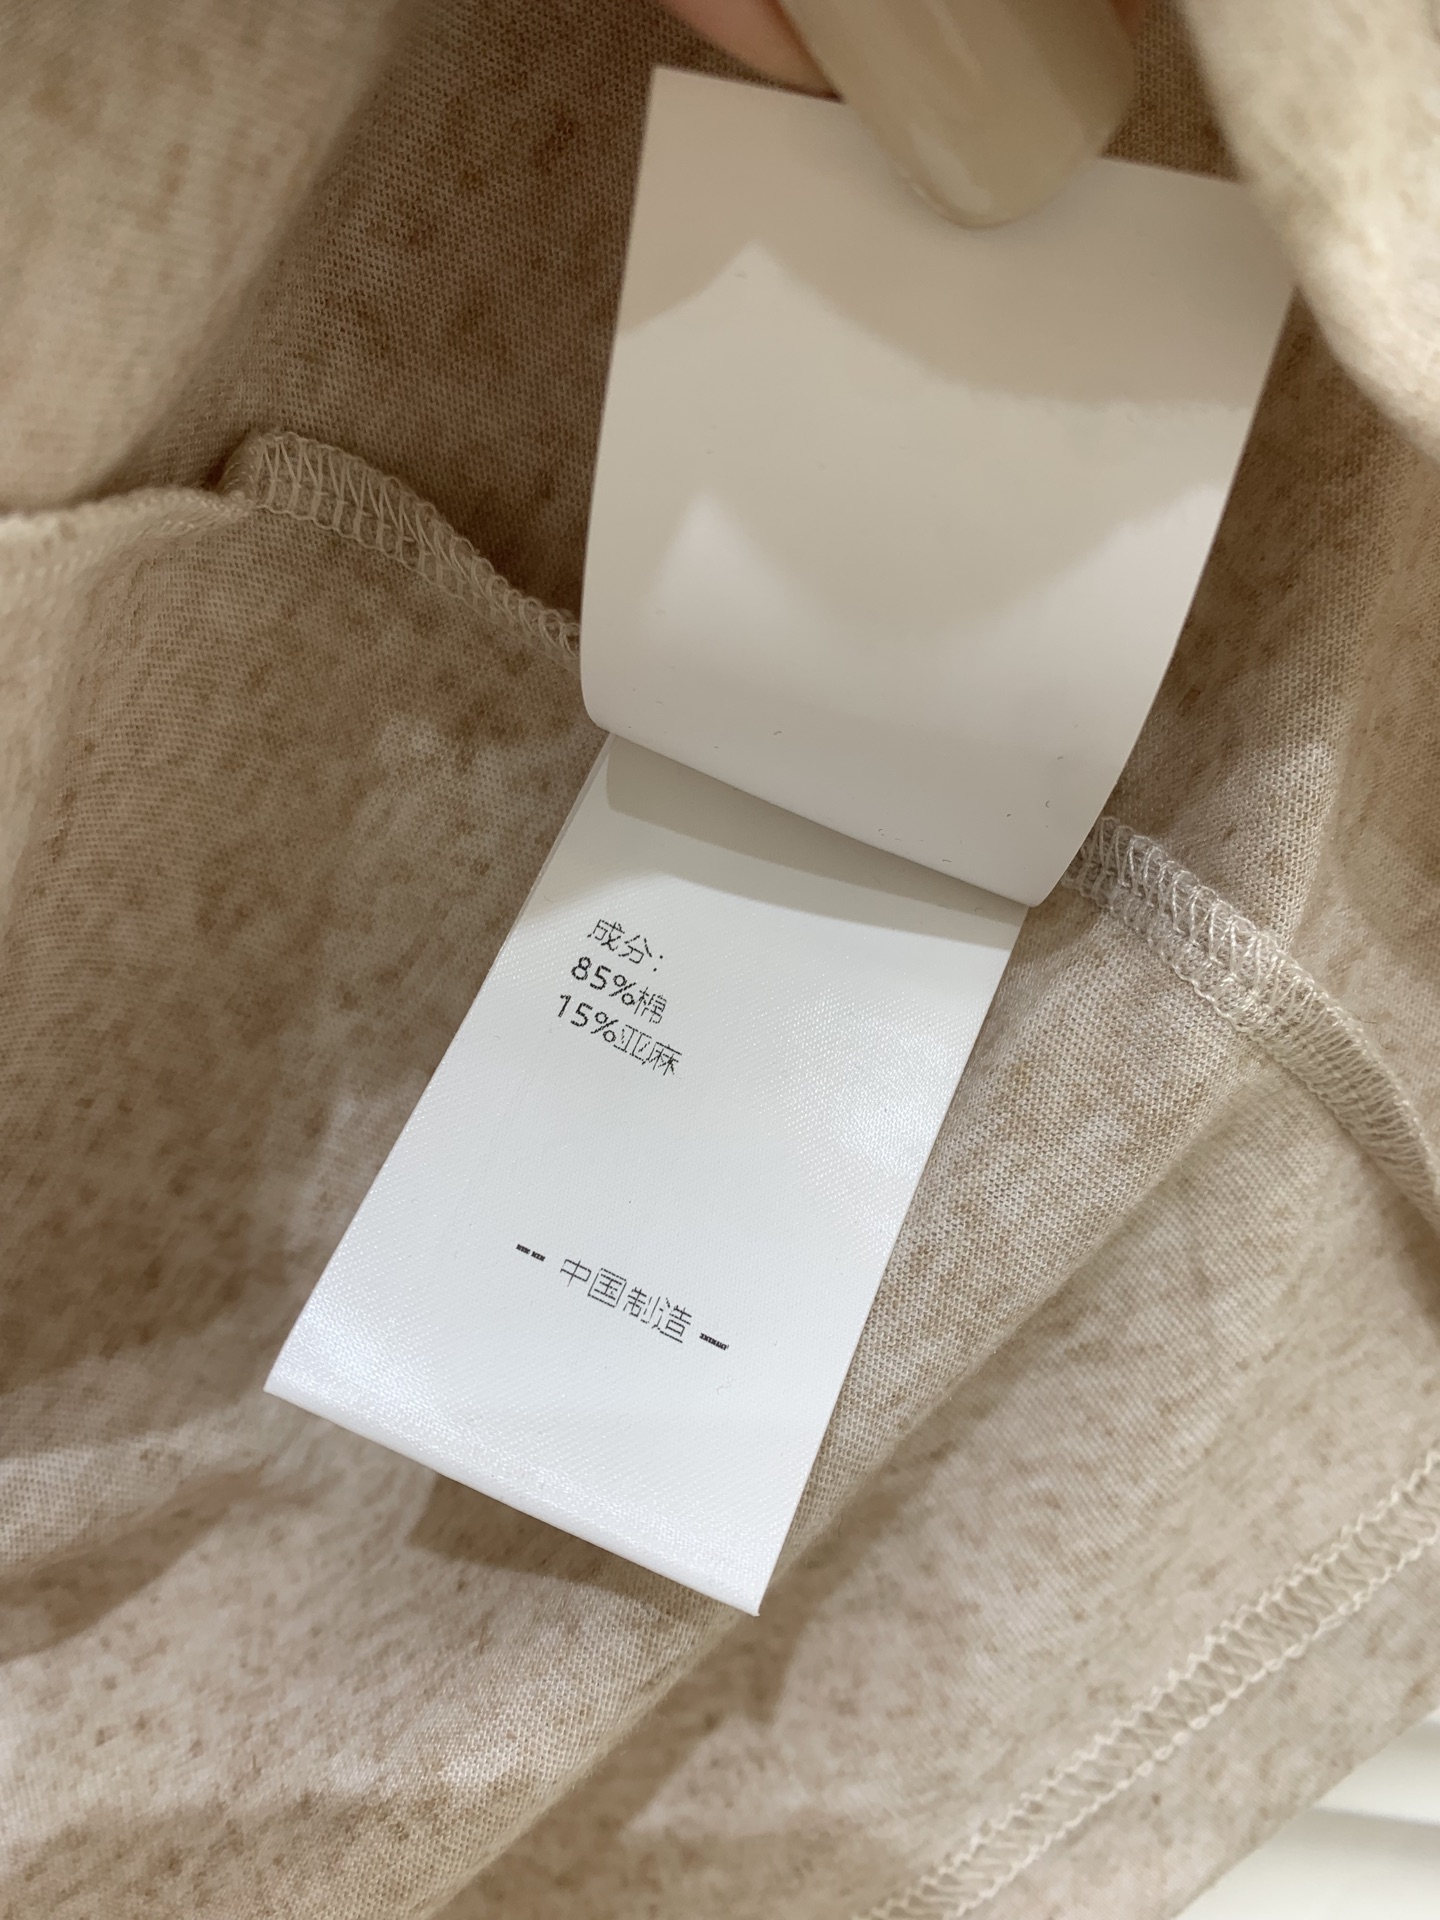 成分:
85%棉
15%亚麻
-- 中国制造 —